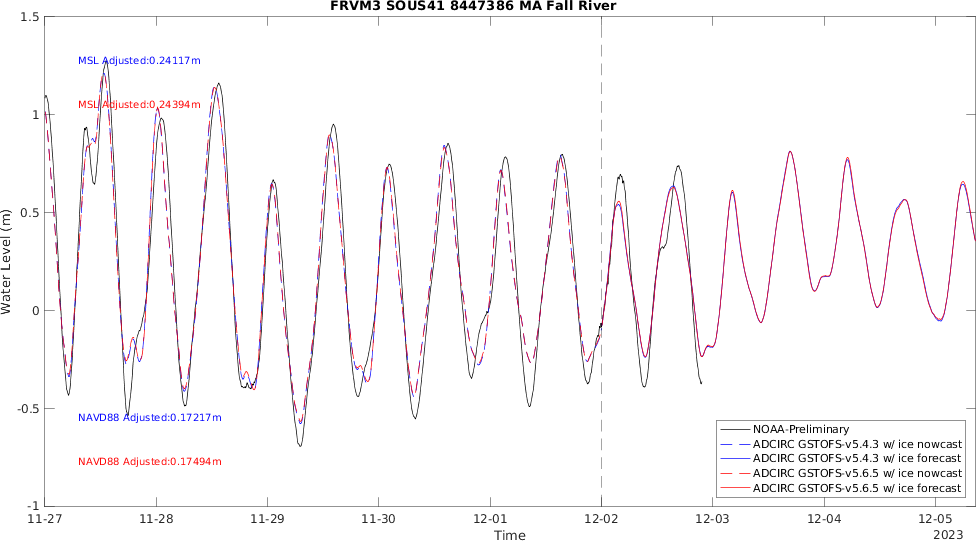 FRVM3 SOUS41 8447386 MA Fall River
1.5
1
0.5
0
-0.5
-1
Water Level (m)
MSL Adjusted:0.24117m
MSL Adjusted:0.24394m
NAVD88 Adjusted:0.17217m
NAVD88 Adjusted:0.17494m
NOAA-Preliminary
ADCIRC GSTOFS-v5.4.3 w/ ice nowcast
ADCIRC GSTOFS-v5.4.3 w/ ice forecast
ADCIRC GSTOFS-v5.6.5 w/ ice nowcast
ADCIRC GSTOFS-v5.6.5 w/ ice forecast
11-27 11-28 11-29 11-30 12-01 12-02 12-03 12-04 12-05
Time
2023